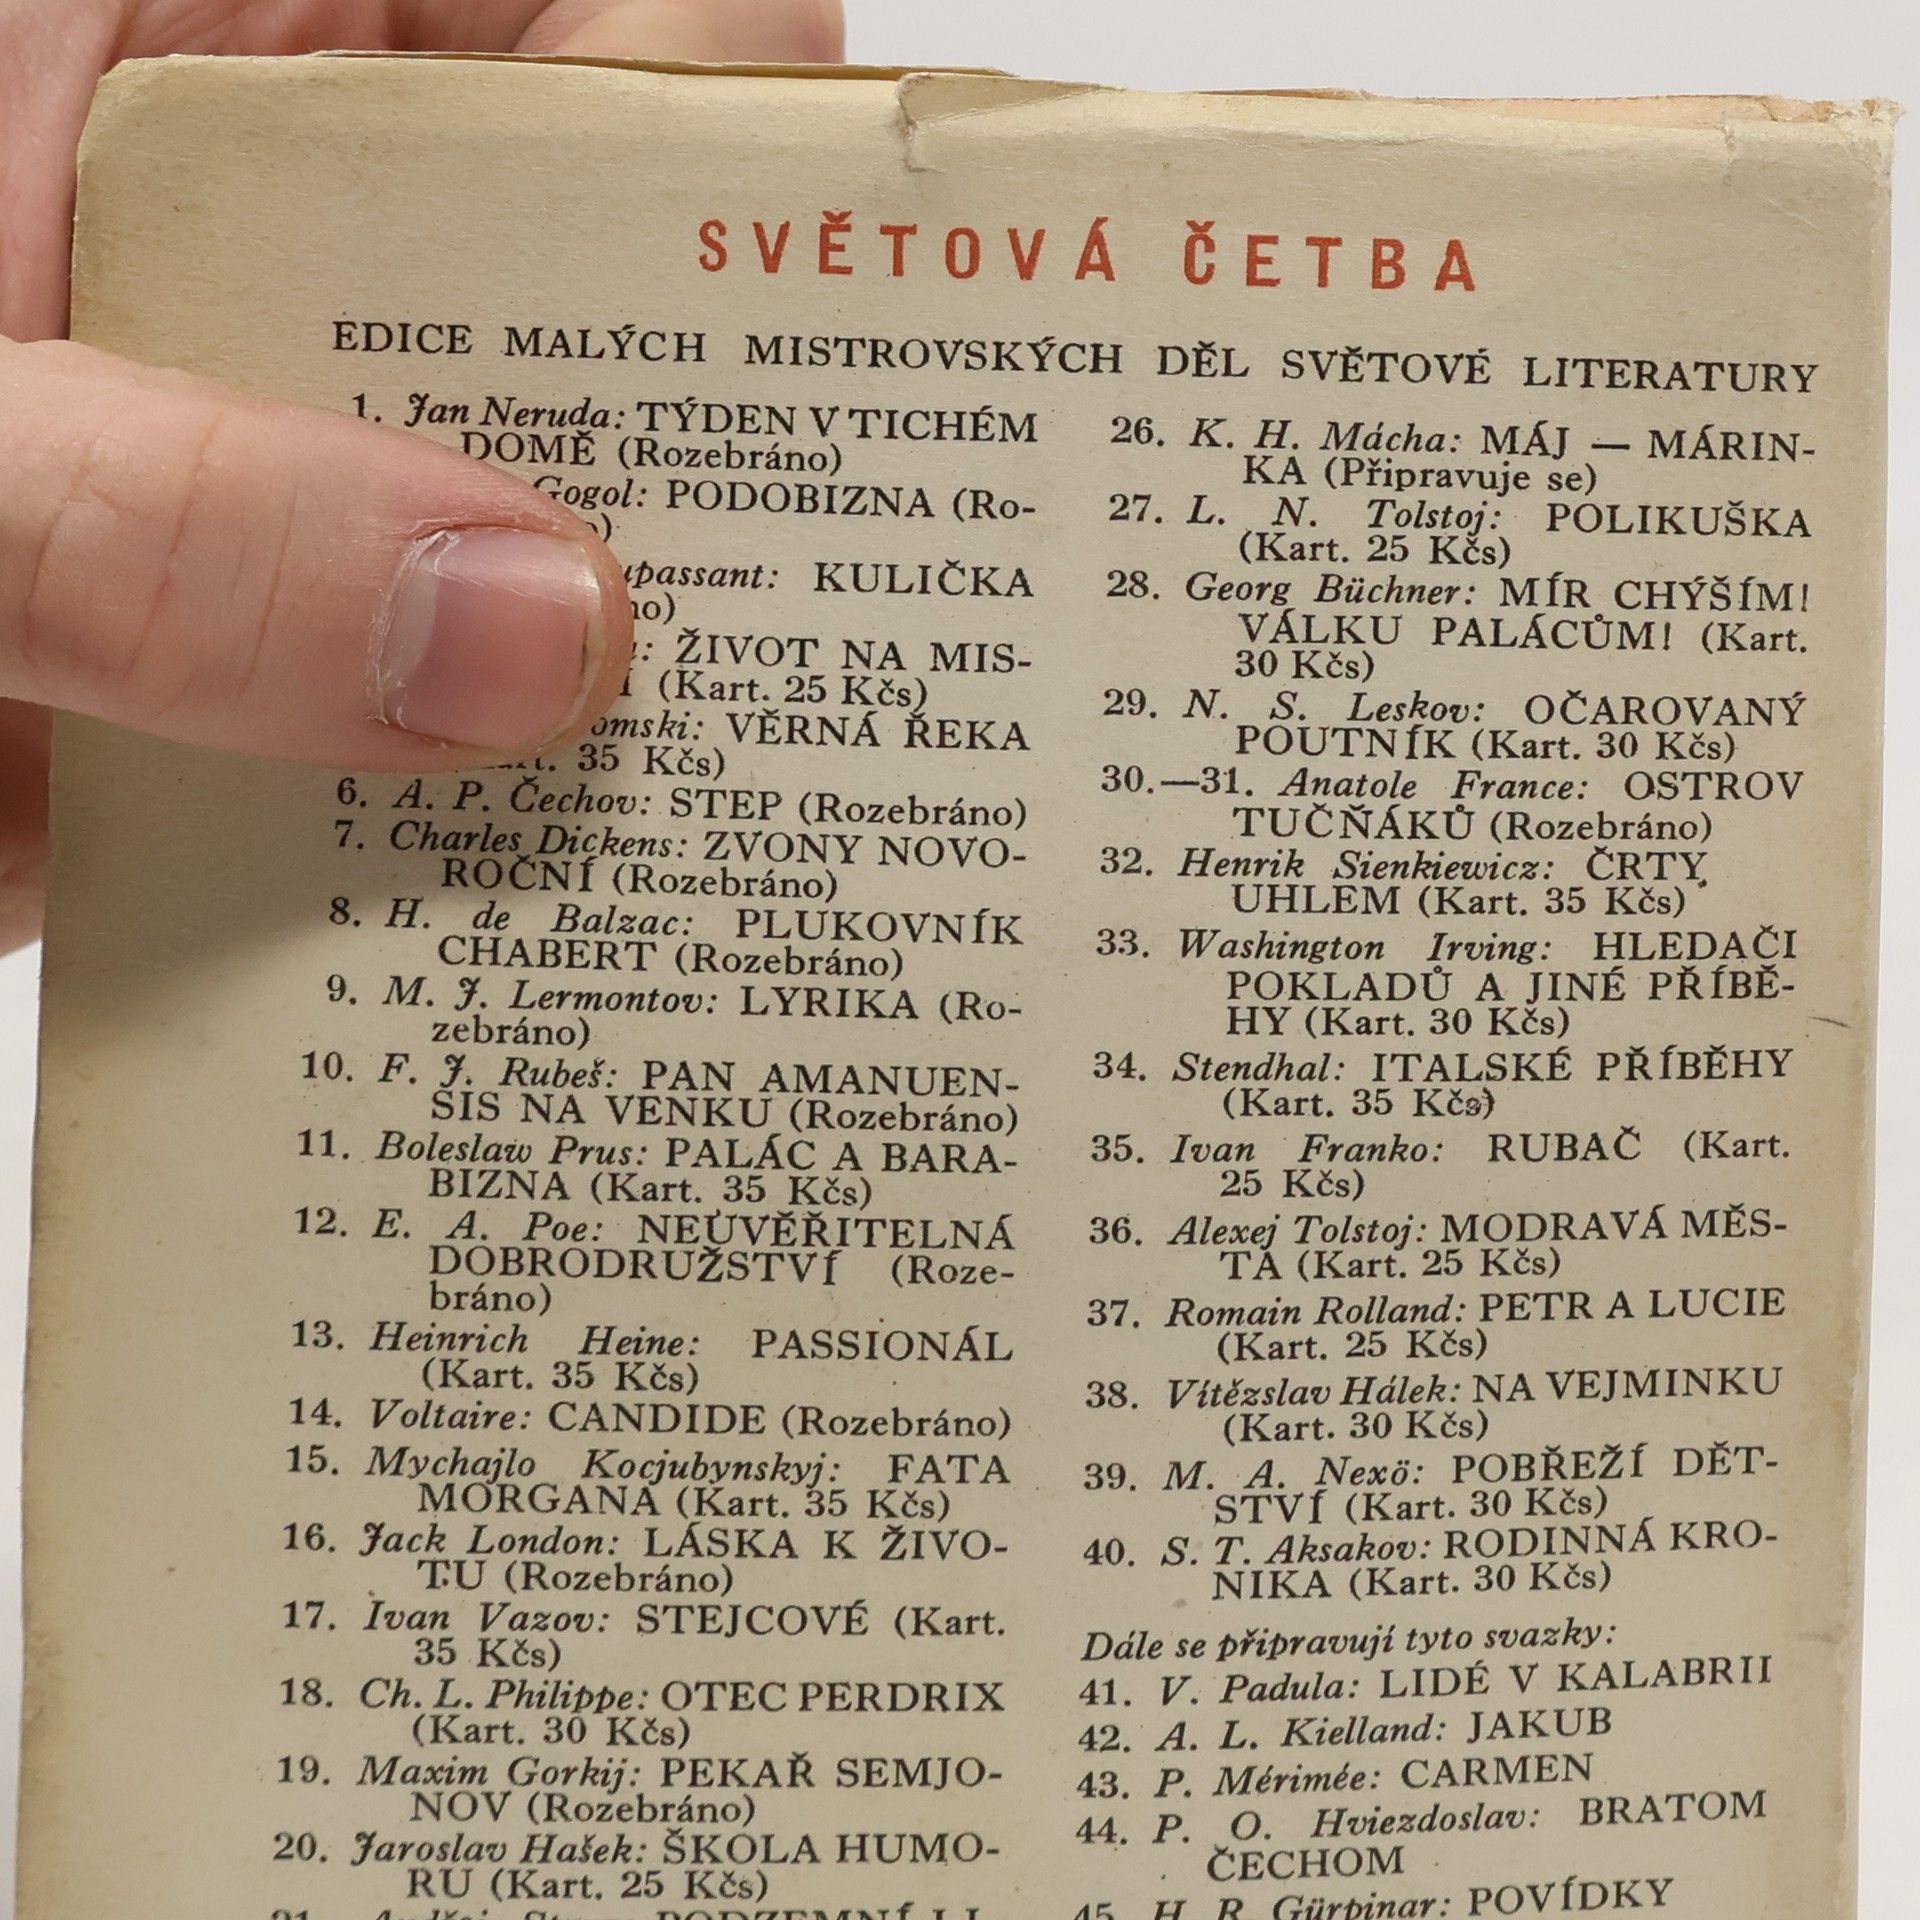 SVĚTOVÁ ČETBA
EDICE MALÝCH MISTROVSKÝCH DĚL SVĚTOVÉ LITERATURY
1. Jan Neruda: TÝDEN V TICHÉM
DOMĚ (Rozebráno)
Gogol: PODOBIZNA (Ro-
KULIČKA
ŽIVOT NA MIS-
(Kart. 25 Kčs)
VĚRNÁ ŘEKA
35 Kčs)
6. A. P. Čechov: STEP (Rozebráno)
7. Charles Dickens: ZVONY NOVO-
ROČNÍ (Rozebráno)
8. H. de Balzac: PLUKOVNÍK
CHABERT (Rozebráno)
9. M. J. Lermontov: LYRIKA (Ro-
zebráno)
10. F. J. Rubeš: PAN AMANUEN-
SIS NA VENKU (Rozebráno)
11. Boleslaw Prus: PALÁC A BARA-
BIZNA (Kart. 35 Kčs)
12. E. A. Poe: NEUVĚŘITELNÁ
DOBRODRUŽSTVÍ (Roze-
bráno)
13. Heinrich Heine: PASSIONÁL
(Kart. 35 Kčs)
14. Voltaire: CANDIDE (Rozebráno)
15. Mychajlo Kocjubynskyj: FATA
MORGANA (Kart. 35 Kčs)
16. Jack London: LÁSKA K ŽIVO-
TU (Rozebráno)
17. Ivan Vazov: STEJCOVÉ (Kart.
35 Kčs)
18. Ch. L. Philippe: OTEC PERDRIX
(Kart. 30 Kčs)
19. Maxim Gorkij: PEKAŘ SEMJO-
NOV (Rozebráno)
20. Jaroslav Hašek: ŠKOLA HUMO-
RU (Kart. 25 Kčs)
26. K. H. Mácha: MÁJ — MÁRIN-
KA (Připravuje se)
27. L. N. Tolstoj: POLIKUŠKA
(Kart. 25 Kčs)
28. Georg Büchner: MÍR CHÝŠÍM!
VÁLKU PALÁCŮM! (Kart.
30 Kčs)
29. N. S. Leskov: OČAROVANÝ
POUTNÍK (Kart. 30 Kčs)
30.—31. Anatole France: OSTROV
TUČŇÁKŮ (Rozebráno)
32. Henrik Sienkiewicz: ČRTY
UHLEM (Kart. 35 Kčs)
33. Washington Irving: HLEDAČI
POKLADŮ A JINÉ PŘÍBĚ-
HY (Kart. 30 Kčs)
34. Stendhal: ITALSKÉ PŘÍBĚHY
(Kart. 35 Kčs)
35. Ivan Franko: RUBAČ (Kart.
25 Kčs)
36. Alexej Tolstoj: MODRAVÁ MĚS-
TA (Kart. 25 Kčs)
37. Romain Rolland: PETR A LUCIE
(Kart. 25 Kčs)
38. Vítězslav Hálek: NA VEJMINKU
(Kart. 30 Kčs)
39. M. A. Nexö: POBŘEŽÍ DĚT-
STVÍ (Kart. 30 Kčs)
40. S. T. Aksakov: RODINNÁ KRO-
NIKA (Kart. 30 Kčs)
Dále se připravují tyto svazky:
41. V. Padula: LIDÉ V KALABRII
42. A. L. Kielland: JAKUB
43. P. Mérimée: CARMEN
44. P. O. Hviezdoslav: BRATOM
ČECHOM
45. H. R. Gürpinar: POVÍDKY